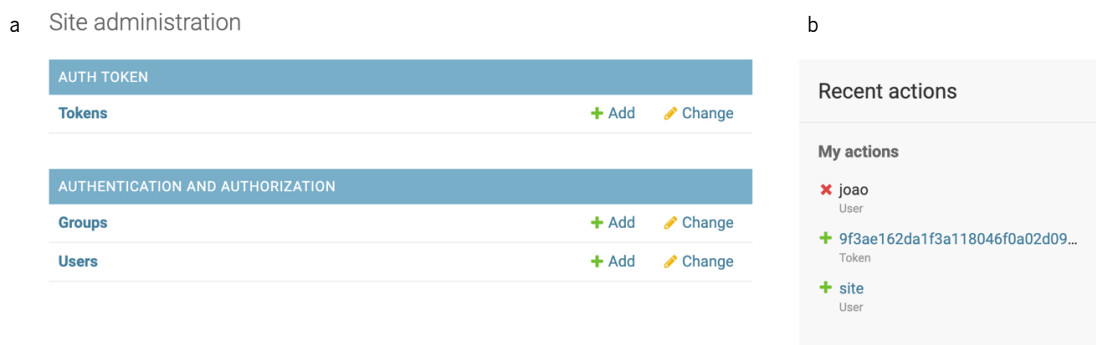 a
Site administration
AUTH TOKEN
Tokens Add Change
AUTHENTICATION AND AUTHORIZATION
Groups Add Change
Users Add Change
b
Recent actions
My actions
joao
User
9f3ae162da1f3a118046f0a02d09...
Token
site
User